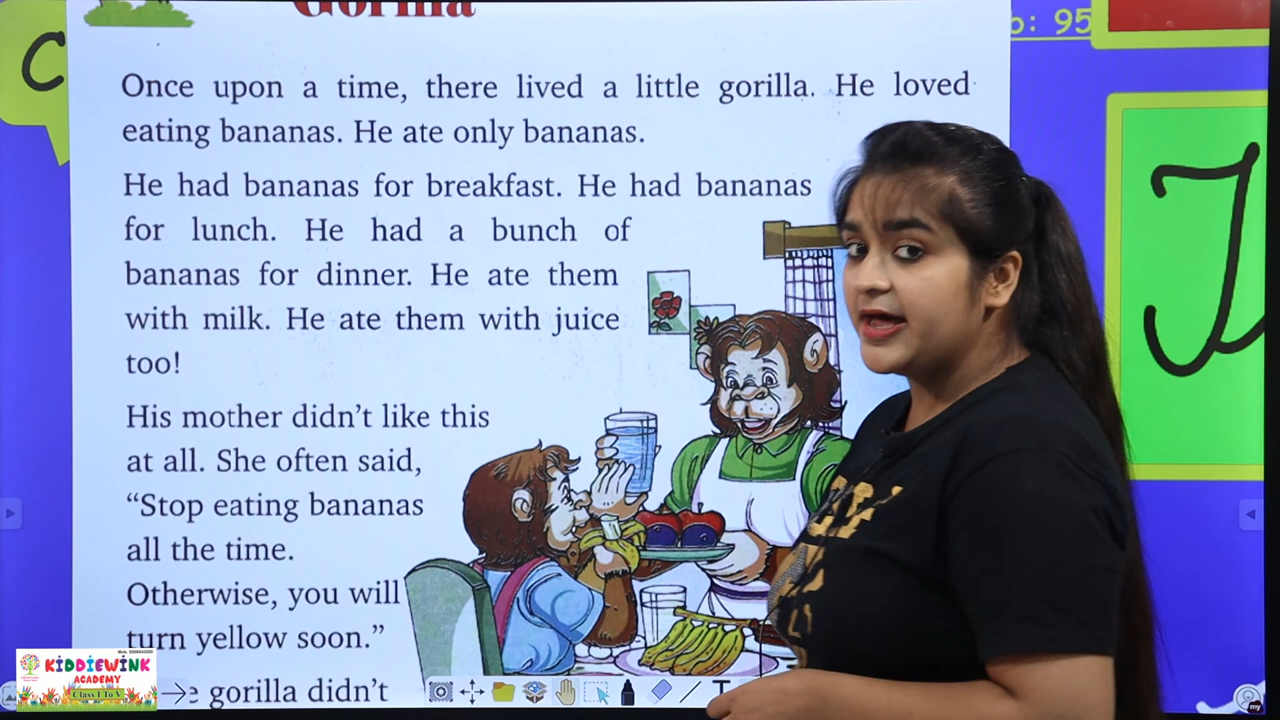 Gorilla
C
b: 95
Once upon a time, there lived a little gorilla. He loved
eating bananas. He ate only bananas.
He had bananas for breakfast. He had bananas
for lunch. He had a bunch of
bananas for dinner. He ate them
with milk. He ate them with juice
too!
His mother didn't like this
at all. She often said,
"Stop eating bananas
all the time.
Otherwise, you will
turn yellow soon."
gorilla didn't
KIDDIEWINK
ACADEMY
Class I To V
T
my